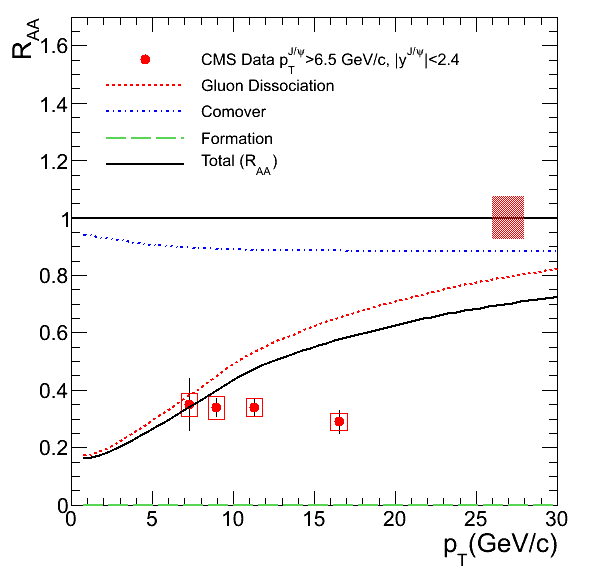 R_AA
1.6
1.4
1.2
1
0.8
0.6
0.4
0.2
0
CMS Data p_T^J/ψ>6.5 GeV/c, |y^J/ψ|<2.4
Gluon Dissociation
Comover
Formation
Total (R_AA)
0 5 10 15 20 25 30
p_T(GeV/c)